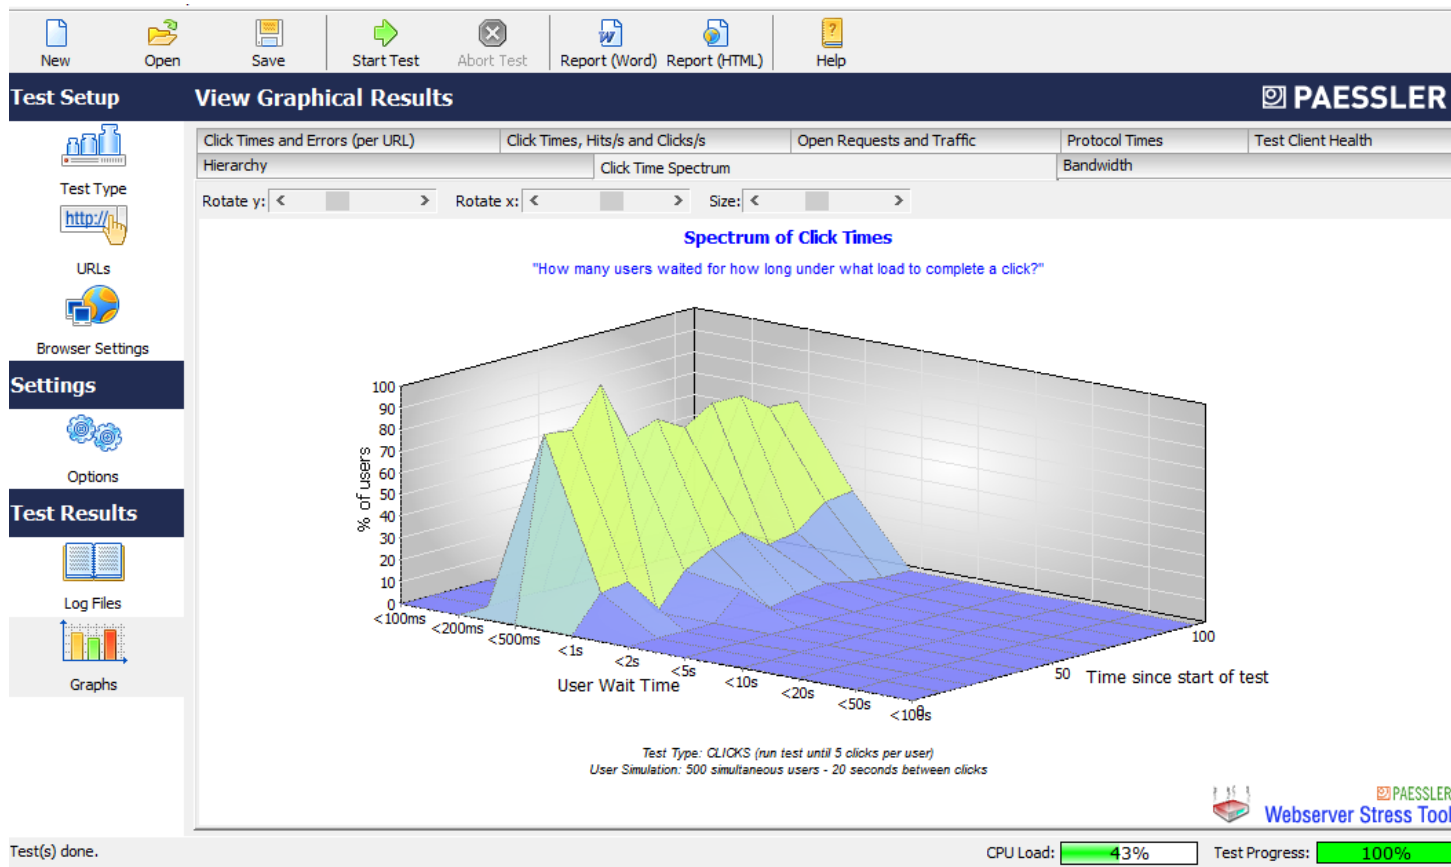 New Open Save Start Test Abort Test Report (Word) Report (HTML) Help
Test Setup
View Graphical Results
PAESSLER
Click Times and Errors (per URL) Click Times, Hits/s and Clicks/s Open Requests and Traffic Protocol Times Test Client Health
Hierarchy Click Time Spectrum Bandwidth
Rotate y: < > Rotate x: < > Size: < >
Test Type
http://
URLs
Browser Settings
Settings
Options
Test Results
Log Files
Graphs
Spectrum of Click Times
"How many users waited for how long under what load to complete a click?"
% of users
100
90
80
70
60
50
40
30
20
10
0
<100ms
<200ms
<500ms
<1s
<2s
<5s
<10s
<20s
<50s
<100s
User Wait Time
0
50
100
Time since start of test
Test Type: CLICKS (run test until 5 clicks per user)
User Simulation: 500 simultaneous users - 20 seconds between clicks
PAESSLER
Webserver Stress Tool
Test(s) done.
CPU Load: 43% Test Progress: 100%